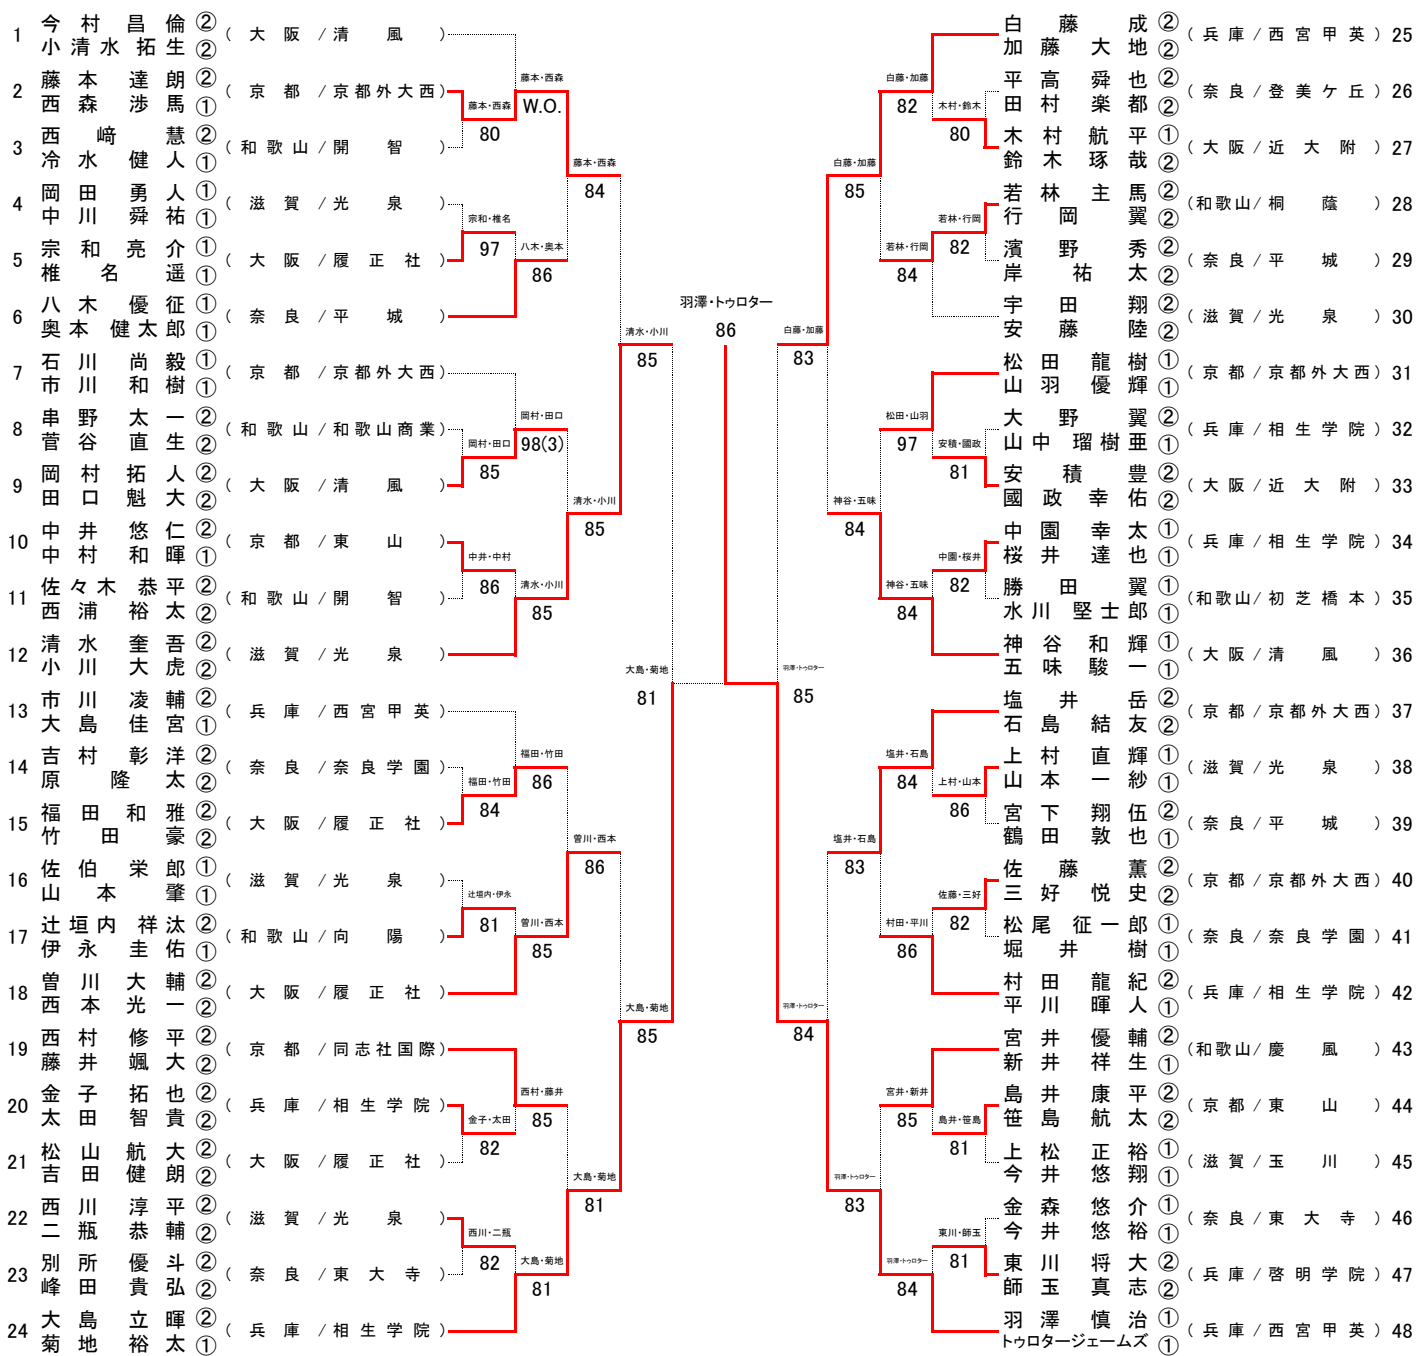 1 今村昌倫② 小清水拓生② (大阪/清風)
2 藤本達朗② 西森渉馬① (京都/京都外大西)
3 西﨑慧② 冷水健人① (和歌山/開智)
4 岡田勇人① 中川舜祐① (滋賀/光泉)
5 宗和亮介① 椎名遥① (大阪/履正社)
6 八木優征① 奥本健太郎① (奈良/平城)
7 石川尚毅① 市川和樹① (京都/京都外大西)
8 串野太一② 菅谷直生② (和歌山/和歌山商業)
9 岡村拓人② 田口魁大② (大阪/清風)
10 中井悠仁② 中村和暉① (京都/東山)
11 佐々木恭平② 西浦裕太② (和歌山/開智)
12 清水奎吾② 小川大虎② (滋賀/光泉)
13 市川凌輔② 大島佳宮① (兵庫/西宮甲英)
14 吉村彰洋② 原隆太② (奈良/奈良学園)
15 福田和雅② 竹田豪② (大阪/履正社)
16 佐伯栄郎① 山本肇① (滋賀/光泉)
17 辻垣内祥汰② 伊永圭佑① (和歌山/向陽)
18 曽川大輔② 西本光一② (大阪/履正社)
19 西村修平② 藤井颯大② (京都/同志社国際)
20 金子拓也② 太田智貴② (兵庫/相生学院)
21 松山航大② 吉田健朗② (大阪/履正社)
22 西川淳平② 二瓶恭輔② (滋賀/光泉)
23 別所優斗② 峰田貴弘② (奈良/東大寺)
24 大島立暉② 菊地裕太① (兵庫/相生学院)
藤本・西森 80
宗和・椎名 97
岡村・田口 85
中井・中村 86
福田・竹田 84
辻垣内・伊永 81
金子・太田 82
西川・二瓶 82
藤本・西森 W.O.
八木・奥本 86
岡村・田口 98(3)
清水・小川 85
福田・竹田 86
曽川・西本 85
西村・藤井 85
大島・菊地 81
藤本・西森 84
清水・小川 85
曽川・西本 86
大島・菊地 81
清水・小川 85
大島・菊地 85
大島・菊地 81
羽澤・トゥロター 86
白藤・加藤 83
羽澤・トゥロター 85
白藤・加藤 85
神谷・五味 84
塩井・石島 83
羽澤・トゥロター 84
羽澤・トゥロター 83
白藤・加藤 82
若林・行岡 84
松田・山羽 97
神谷・五味 84
塩井・石島 84
村田・平川 86
宮井・新井 85
羽澤・トゥロター 84
木村・鈴木 80
若林・行岡 82
安積・國政 81
中園・桜井 82
上村・山本 86
佐藤・三好 82
島井・笹島 81
東川・師玉 81
白藤成② 加藤大地② (兵庫/西宮甲英) 25
平高舜也② 田村楽都② (奈良/登美ケ丘) 26
木村航平① 鈴木琢哉② (大阪/近大附) 27
若林主馬② 行岡翼② (和歌山/桐蔭) 28
濱野秀② 岸祐太② (奈良/平城) 29
宇田翔② 安藤陸② (滋賀/光泉) 30
松田龍樹① 山羽優輝① (京都/京都外大西) 31
大野翼② 山中瑠樹亜① (兵庫/相生学院) 32
安積豊② 國政幸佑② (大阪/近大附) 33
中園幸太① 桜井達也① (兵庫/相生学院) 34
勝田翼① 水川堅士郎① (和歌山/初芝橋本) 35
神谷和輝① 五味駿一① (大阪/清風) 36
塩井岳② 石島結友② (京都/京都外大西) 37
上村直輝① 山本一紗① (滋賀/光泉) 38
宮下翔伍② 鶴田敦也① (奈良/平城) 39
佐藤薫② 三好悦史② (京都/京都外大西) 40
松尾征一郎① 堀井樹① (奈良/奈良学園) 41
村田龍紀② 平川暉人① (兵庫/相生学院) 42
宮井優輔② 新井祥生① (和歌山/慶風) 43
島井康平② 笹島航太② (京都/東山) 44
上松正裕① 今井悠翔① (滋賀/玉川) 45
金森悠介① 今井悠裕① (奈良/東大寺) 46
東川将大② 師玉真志② (兵庫/啓明学院) 47
羽澤慎治① トゥロタージェームズ① (兵庫/西宮甲英) 48